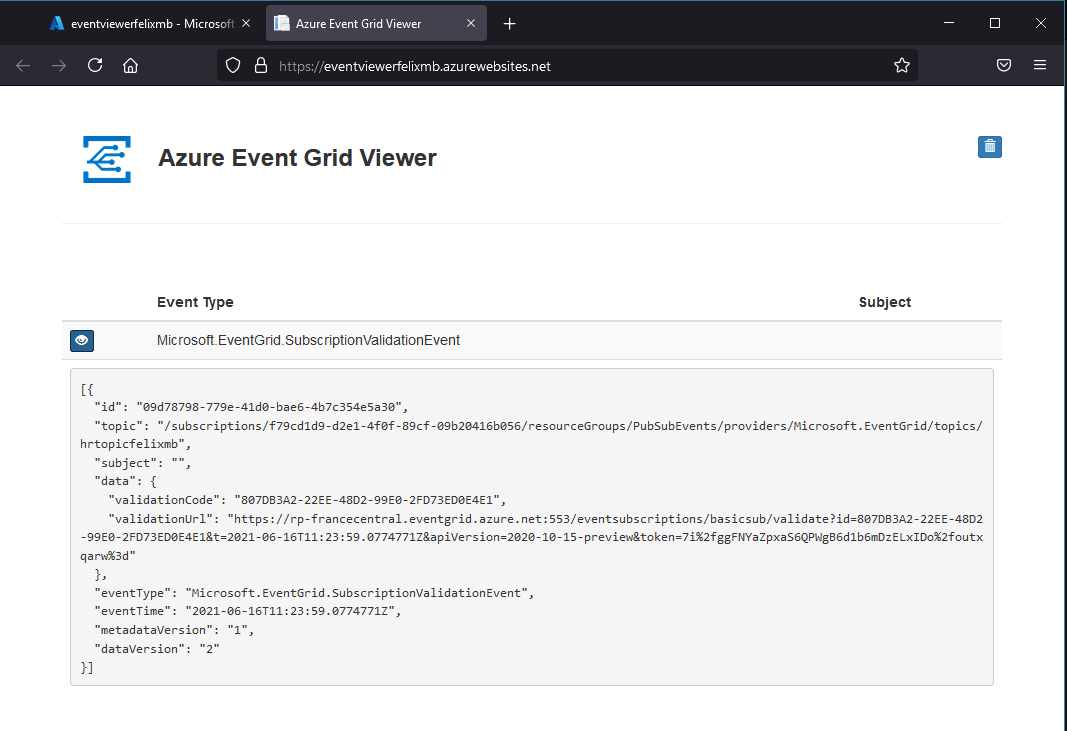 eventviewerfelixmb - Microsoft
Azure Event Grid Viewer
https://eventviewerfelixmb.azurewebsites.net
Azure Event Grid Viewer
Event Type Subject
Microsoft.EventGrid.SubscriptionValidationEvent
[{
"id": "09d78798-779e-41d0-bae6-4b7c354e5a30",
"topic": "/subscriptions/f79cd1d9-d2e1-4f0f-89cf-09b20416b056/resourceGroups/PubSubEvents/providers/Microsoft.EventGrid/topics/
hrtopicfelixmb",
"subject": "",
"data": {
"validationCode": "807DB3A2-22EE-48D2-99E0-2FD73ED0E4E1",
"validationUrl": "https://rp-francecentral.eventgrid.azure.net:553/eventsubscriptions/basicsub/validate?id=807DB3A2-22EE-48D2
-99E0-2FD73ED0E4E1&t=2021-06-16T11:23:59.0774771Z&apiVersion=2020-10-15-preview&token=7i%2fggFNYaZpxaS6QPWgB6d1b6mDzELxIDo%2foutx
qarw%3d"
},
"eventType": "Microsoft.EventGrid.SubscriptionValidationEvent",
"eventTime": "2021-06-16T11:23:59.0774771Z",
"metadataVersion": "1",
"dataVersion": "2"
}]